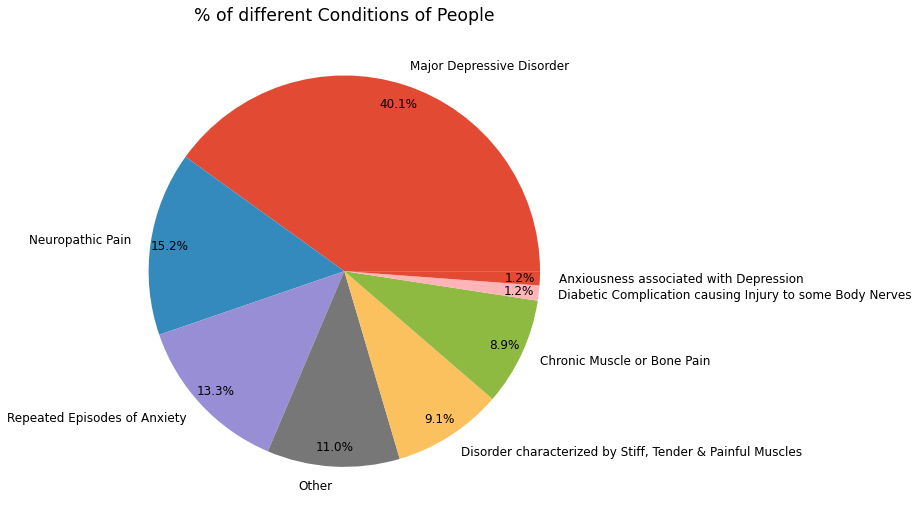 % of different Conditions of People
Major Depressive Disorder
40.1%
Neuropathic Pain
15.2%
1.2%
Anxiousness associated with Depression
1.2%
Diabetic Complication causing Injury to some Body Nerves
8.9%
Chronic Muscle or Bone Pain
13.3%
Repeated Episodes of Anxiety
9.1%
Disorder characterized by Stiff, Tender & Painful Muscles
11.0%
Other